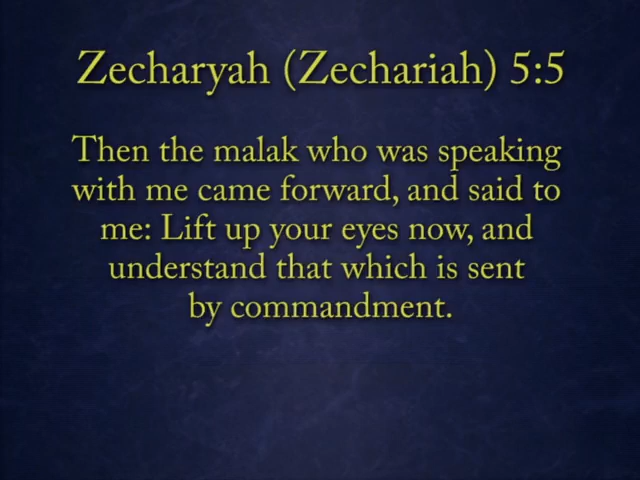 Zecharyah (Zechariah) 5:5
Then the malak who was speaking
with me came forward, and said to
me: Lift up your eyes now, and
understand that which is sent
by commandment.